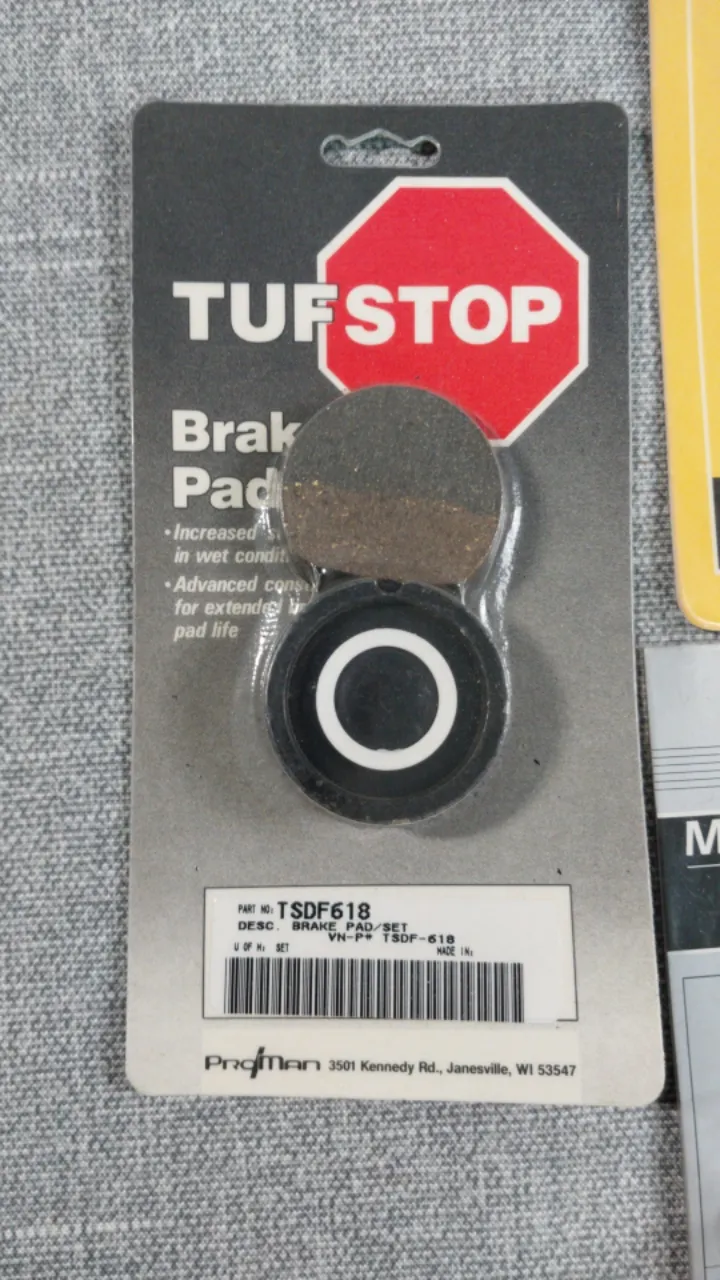 TUFSTOP
Brak
Pad
• Increased
in wet condit
• Advanced cons
for extended
pad life
PART NO: TSDF618
DESC. BRAKE PAD/SET
VN-P# TSDF-618
U OF M: SET MADE IN:
ProMan 3501 Kennedy Rd., Janesville, WI 53547
M